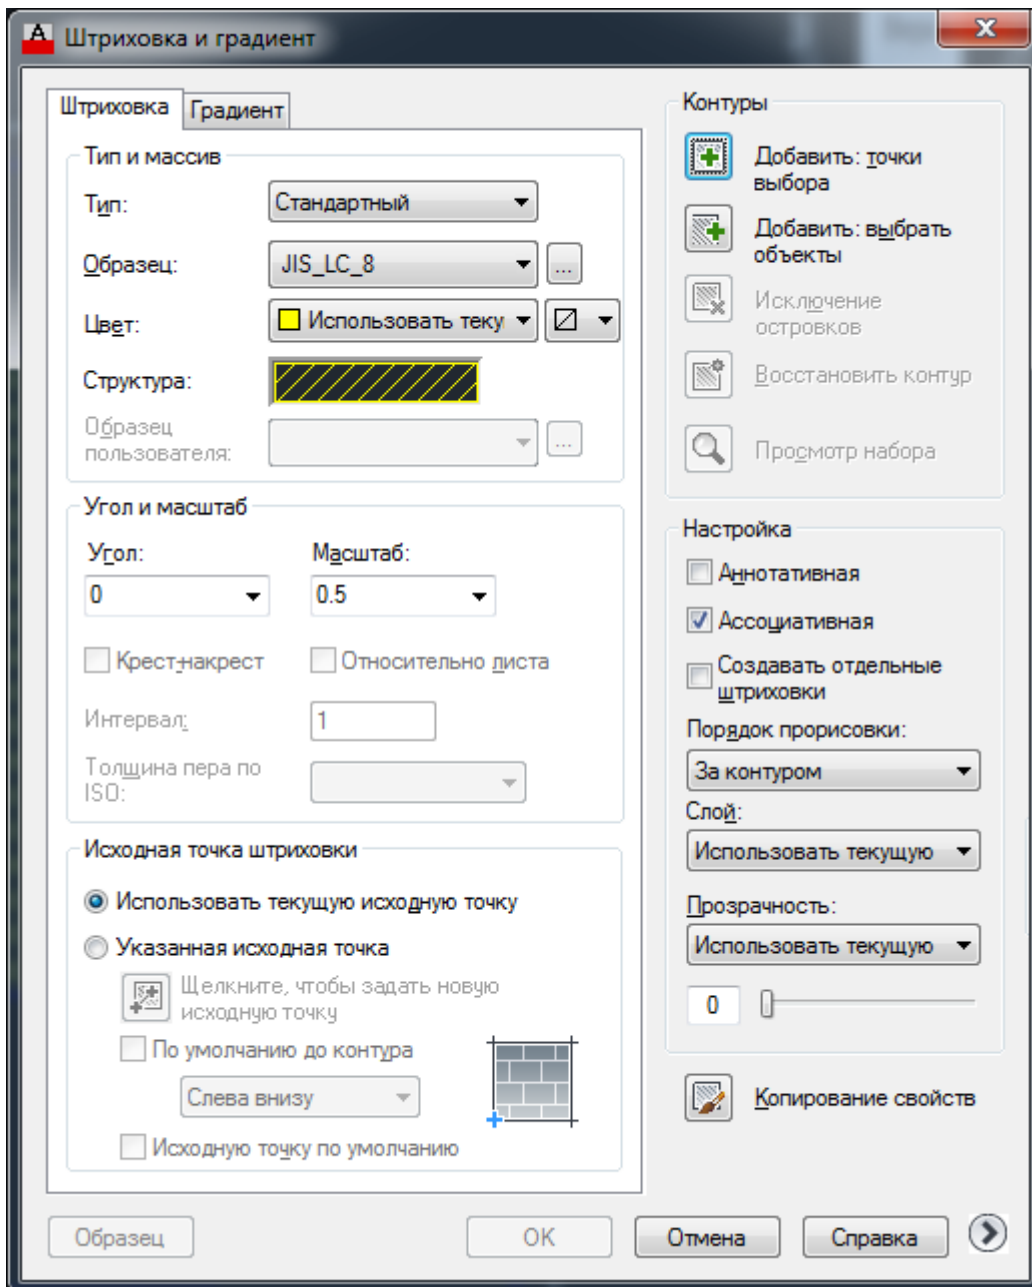 Штриховка и градиент
Штриховка
Градиент
Тип и массив
Тип:
Стандартный
Образец:
JIS_LC_8
...
Цвет:
Использовать теку
Структура:
Образец
пользователя:
...
Угол и масштаб
Угол:
Масштаб:
0
0.5
Крест-накрест
Относительно листа
Интервал:
1
Толщина пера по
ISO:
Исходная точка штриховки
Использовать текущую исходную точку
Указанная исходная точка
Щелкните, чтобы задать новую
исходную точку
По умолчанию до контура
Слева внизу
Исходную точку по умолчанию
Контуры
Добавить: точки
выбора
Добавить: выбрать
объекты
Исключение
островков
Восстановить контур
Просмотр набора
Настройка
Аннотативная
Ассоциативная
Создавать отдельные
штриховки
Порядок прорисовки:
За контуром
Слой:
Использовать текущую
Прозрачность:
Использовать текущую
0
Копирование свойств
Образец
OK
Отмена
Справка